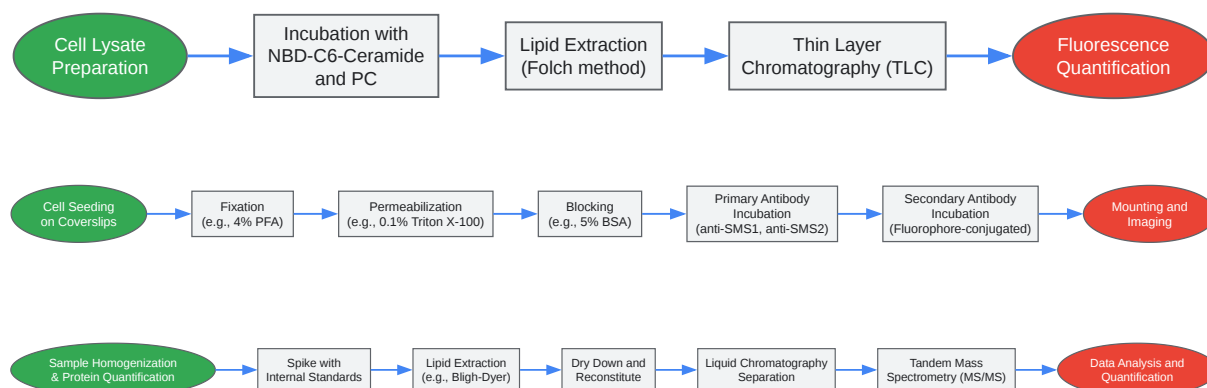 Cell Lysate
Preparation
Incubation with
NBD-C6-Ceramide
and PC
Lipid Extraction
(Folch method)
Thin Layer
Chromatography (TLC)
Fluorescence
Quantification
Cell Seeding
on Coverslips
Fixation
(e.g., 4% PFA)
Permeabilization
(e.g., 0.1% Triton X-100)
Blocking
(e.g., 5% BSA)
Primary Antibody
Incubation
(anti-SMS1, anti-SMS2)
Secondary Antibody
Incubation
(Fluorophore-conjugated)
Mounting and
Imaging
Sample Homogenization
& Protein Quantification
Spike with
Internal Standards
Lipid Extraction
(e.g., Bligh-Dyer)
Dry Down and
Reconstitute
Liquid Chromatography
Separation
Tandem Mass
Spectrometry (MS/MS)
Data Analysis and
Quantification